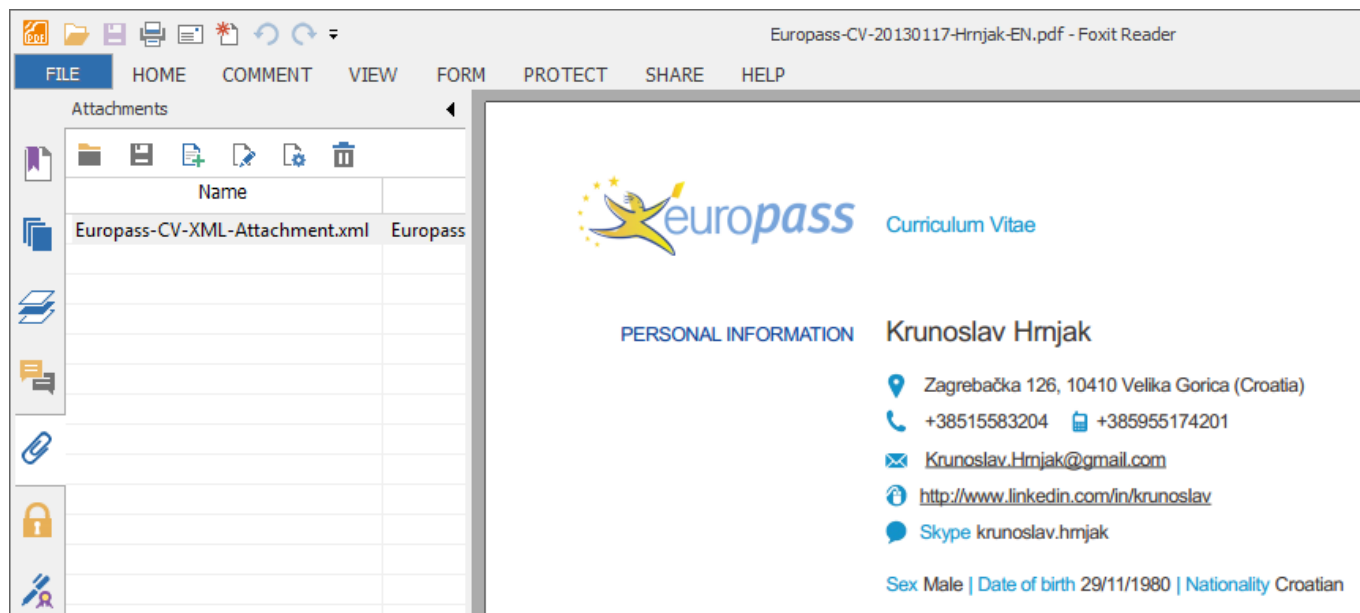 Europass-CV-20130117-Hrnjak-EN.pdf - Foxit Reader
FILE HOME COMMENT VIEW FORM PROTECT SHARE HELP
Attachments
Name
Europass-CV-XML-Attachment.xml Europass
europass
Curriculum Vitae
PERSONAL INFORMATION
Krunoslav Hrnjak
Zagrebačka 126, 10410 Velika Gorica (Croatia)
+38515583204 +385955174201
Krunoslav.Hrnjak@gmail.com
http://www.linkedin.com/in/krunoslav
Skype krunoslav.hrnjak
Sex Male | Date of birth 29/11/1980 | Nationality Croatian